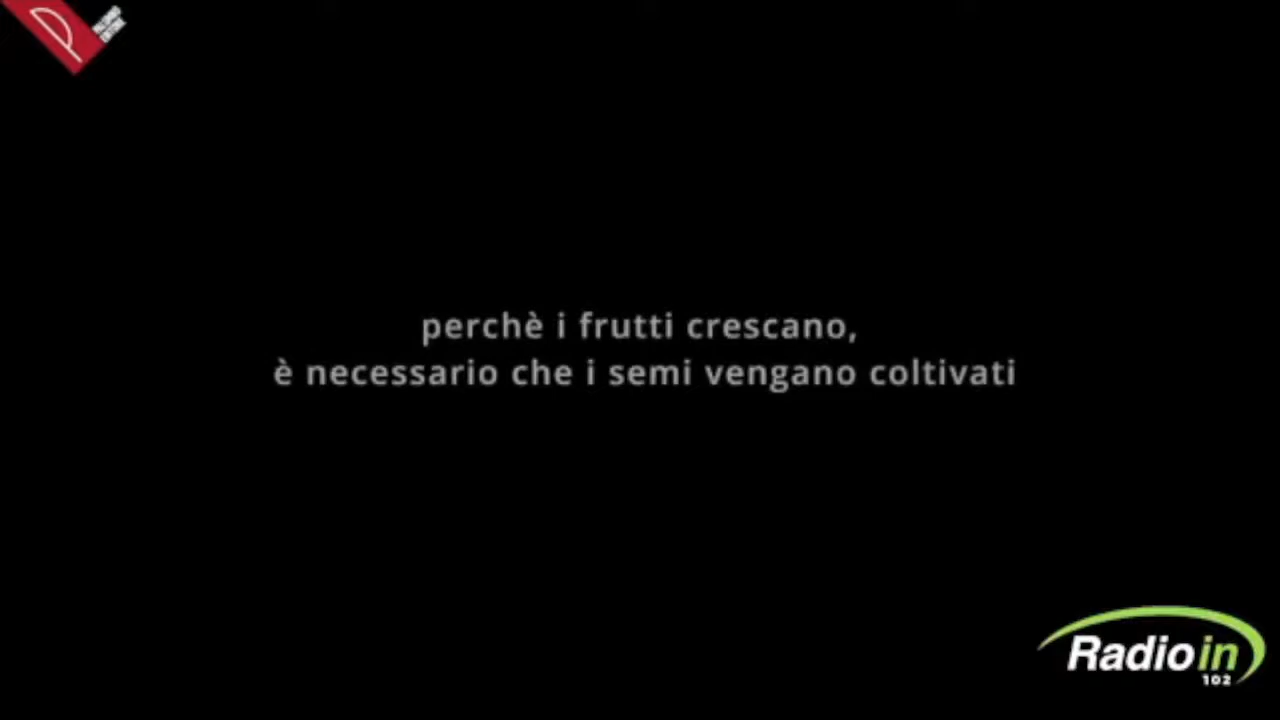 perchè i frutti crescano,
è necessario che i semi vengano coltivati
Radio in
102